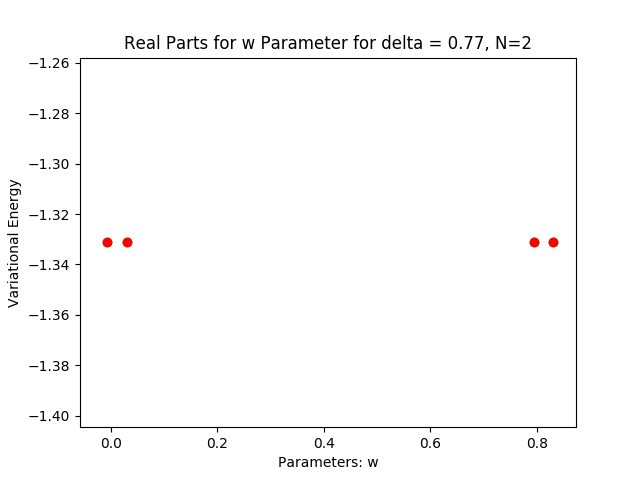 Real Parts for w Parameter for delta = 0.77, N=2
−1.26
−1.28
−1.30
−1.32
−1.34
−1.36
−1.38
−1.40
Variational Energy
0.0 0.2 0.4 0.6 0.8
Parameters: w